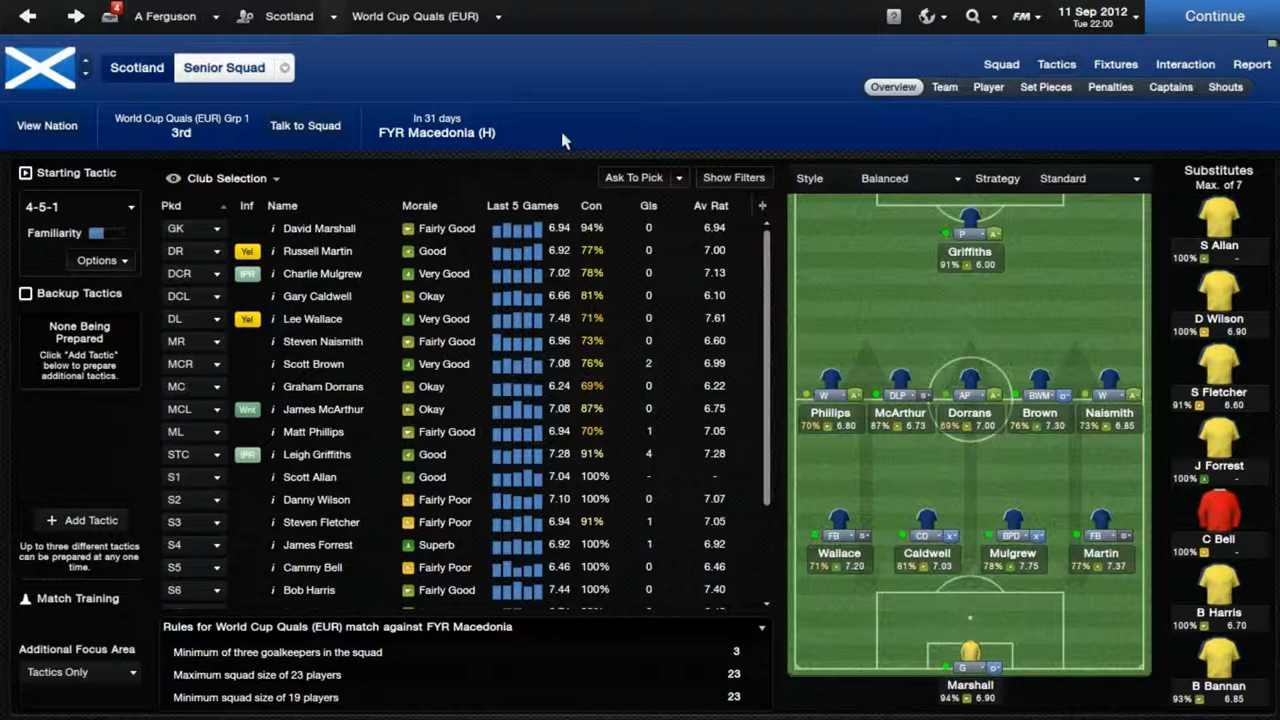 4
A Ferguson
Scotland
World Cup Quals (EUR)
?
FM
11 Sep 2012
Tue 22:00
Continue
Scotland
Senior Squad
Squad Tactics Fixtures Interaction Report
Overview Team Player Set Pieces Penalties Captains Shouts
View Nation
World Cup Quals (EUR) Grp 1
3rd
Talk to Squad
In 31 days
FYR Macedonia (H)
Starting Tactic
4-5-1
Familiarity
Options
Backup Tactics
None Being
Prepared
Click "Add Tactic"
below to prepare
additional tactics.
+ Add Tactic
Up to three different tactics
can be prepared at any one
time.
Match Training
Additional Focus Area
Tactics Only
Club Selection
Ask To Pick
Show Filters
Pkd Inf Name Morale Last 5 Games Con Gls Av Rat
GK i David Marshall Fairly Good 6.94 94% 0 6.94
DR Yel i Russell Martin Good 6.92 77% 0 7.00
DCR IPR i Charlie Mulgrew Very Good 7.02 78% 0 7.13
DCL i Gary Caldwell Okay 6.66 81% 0 6.10
DL Yel i Lee Wallace Very Good 7.48 71% 0 7.61
MR i Steven Naismith Fairly Good 6.96 73% 0 6.60
MCR i Scott Brown Very Good 7.08 76% 2 6.99
MC i Graham Dorrans Okay 6.24 69% 0 6.22
MCL Wnt i James McArthur Okay 7.08 87% 0 6.75
ML i Matt Phillips Fairly Good 6.94 70% 1 7.05
STC IPR i Leigh Griffiths Good 7.28 91% 4 7.28
S1 i Scott Allan Good 7.04 100% - -
S2 i Danny Wilson Fairly Poor 7.10 100% 0 7.07
S3 i Steven Fletcher Fairly Poor 6.94 91% 1 7.05
S4 i James Forrest Superb 6.92 100% 1 6.92
S5 i Cammy Bell Fairly Poor 6.46 100% 0 6.46
S6 i Bob Harris Fairly Good 7.44 100% 0 7.40
Rules for World Cup Quals (EUR) match against FYR Macedonia
Minimum of three goalkeepers in the squad 3
Maximum squad size of 23 players 23
Minimum squad size of 19 players 23
Style Balanced Strategy Standard
P A
Griffiths
91% 6.00
W A DLP S AP A BWM D W A
Phillips McArthur Dorrans Brown Naismith
70% 6.80 87% 6.73 69% 7.00 76% 7.30 73% 6.85
FB S CD X BPD X FB S
Wallace Caldwell Mulgrew Martin
71% 7.20 81% 7.03 78% 7.75 77% 7.37
G D
Marshall
94% 6.90
Substitutes
Max. of 7
S Allan
100% -
D Wilson
100% 6.90
S Fletcher
91% 6.60
J Forrest
100% -
C Bell
100% -
B Harris
100% 6.70
B Bannan
93% 6.85